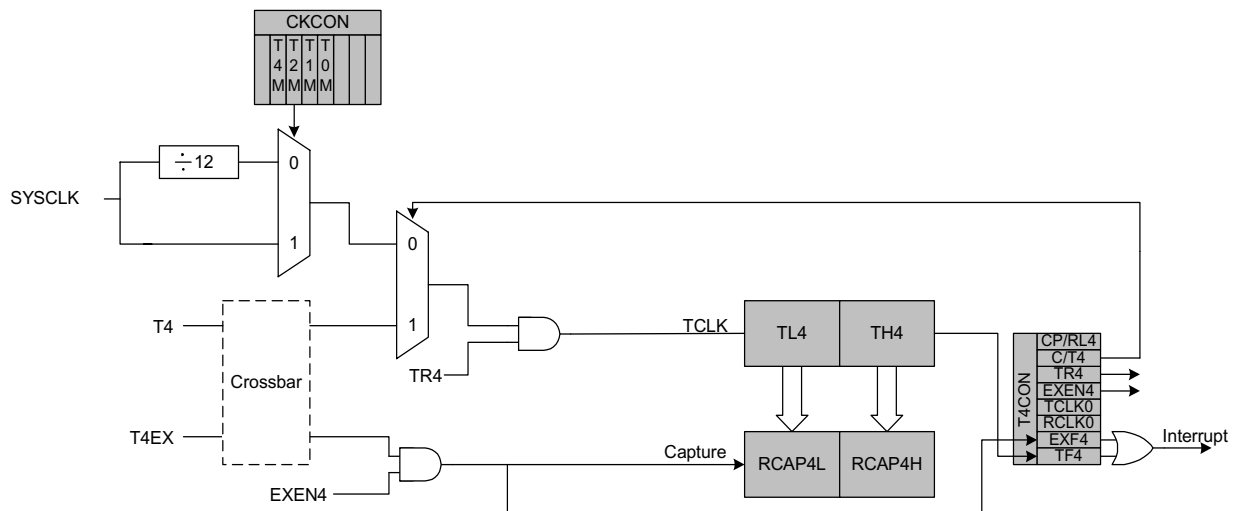 CKCON
T4M T2M T1M T0M
÷12
0
SYSCLK
1
0
T4
1
TCLK
TL4
TH4
TR4
Crossbar
T4CON
CP/RL4
C/T4
TR4
EXEN4
TCLK0
RCLK0
EXF4
TF4
Interrupt
T4EX
Capture
RCAP4L
RCAP4H
EXEN4